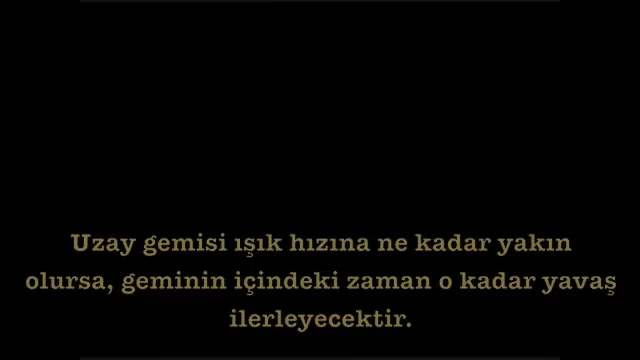 Uzay gemisi ışık hızına ne kadar yakın
olursa, geminin içindeki zaman o kadar yavaş
ilerleyecektir.